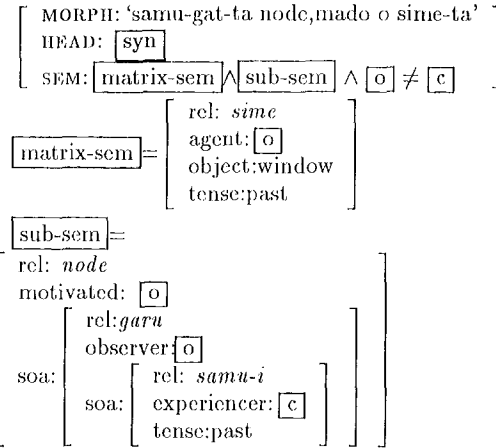 MORPH: ‘samu-gat-ta node,mado o sime-ta’
HEAD: syn
SEM: matrix-sem ∧ sub-sem ∧ o ≠ c
rel: sime
agent: o
matrix-sem =
object:window
tense:past
sub-sem =
rel: node
motivated: o
rel:garu
observer: o
soa:
rel: samu-i
soa: experiencer: c
tense:past